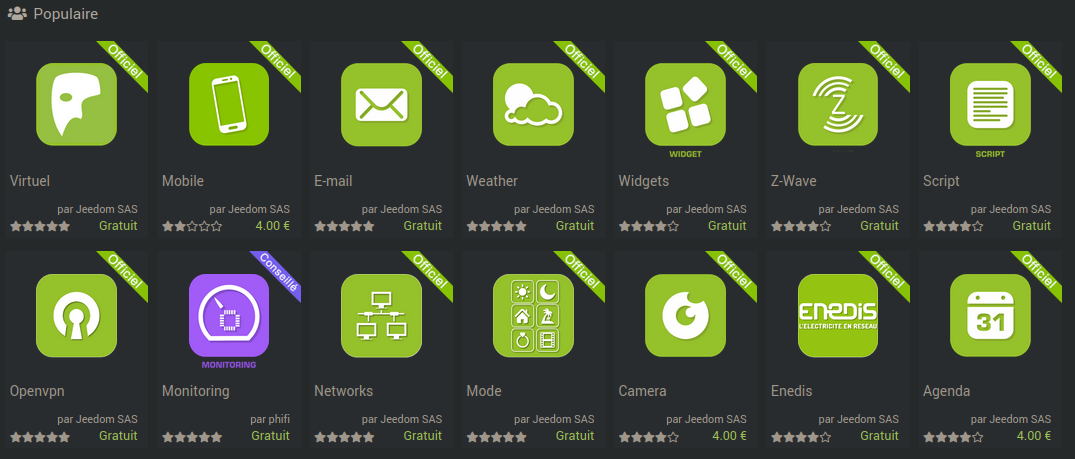 Populaire
Officiel
Officiel
Officiel
Officiel
Officiel
Officiel
Officiel
Z
WIDGET
SCRIPT
Virtuel
Mobile
E-mail
Weather
Widgets
Z-Wave
Script
par Jeedom SAS
par Jeedom SAS
par Jeedom SAS
par Jeedom SAS
par Jeedom SAS
par Jeedom SAS
par Jeedom SAS
Gratuit
4.00 €
Gratuit
Gratuit
Gratuit
Gratuit
Gratuit
Officiel
Conseillé
Officiel
Officiel
Officiel
Officiel
Officiel
ENEDIS
L'ELECTRICITE EN RESEAU
31
MONITORING
Openvpn
Monitoring
Networks
Mode
Camera
Enedis
Agenda
par Jeedom SAS
par phifi
par Jeedom SAS
par Jeedom SAS
par Jeedom SAS
par Jeedom SAS
par Jeedom SAS
Gratuit
Gratuit
Gratuit
Gratuit
4.00 €
Gratuit
4.00 €